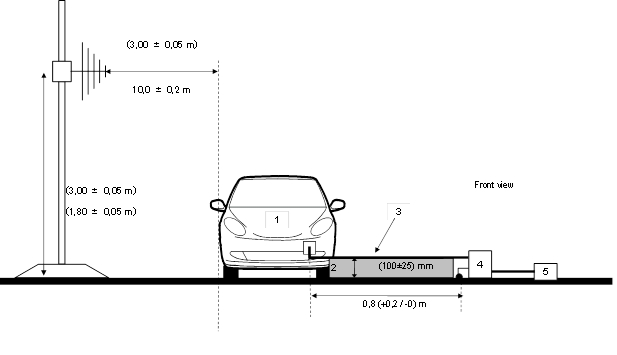 (3,00 ± 0,05 m)
10,0 ± 0,2 m
(3,00 ± 0,05 m)
(1,80 ± 0,05 m)
Front view
1
3
2
(100±25) mm
4
5
0,8 (+0,2 /-0) m